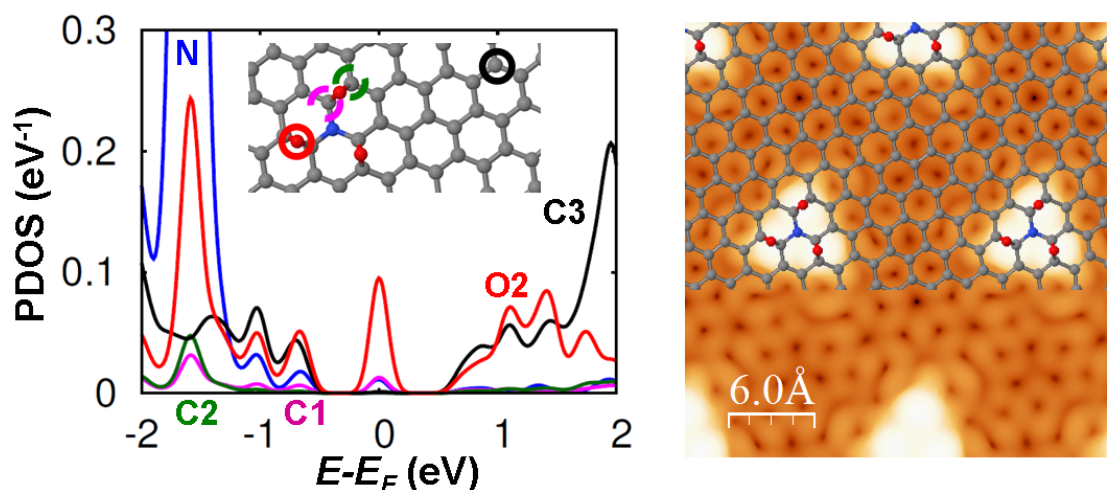 0.3
0.2
0.1
0
PDOS (eV⁻¹)
N
C3
O2
C2
C1
-2
-1
0
1
2
E-E_F (eV)
6.0Å